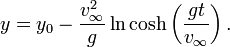 y = y_0 - \frac{v_\infty^2}{g} \ln \cosh \left( \frac{gt}{v_\infty} \right).